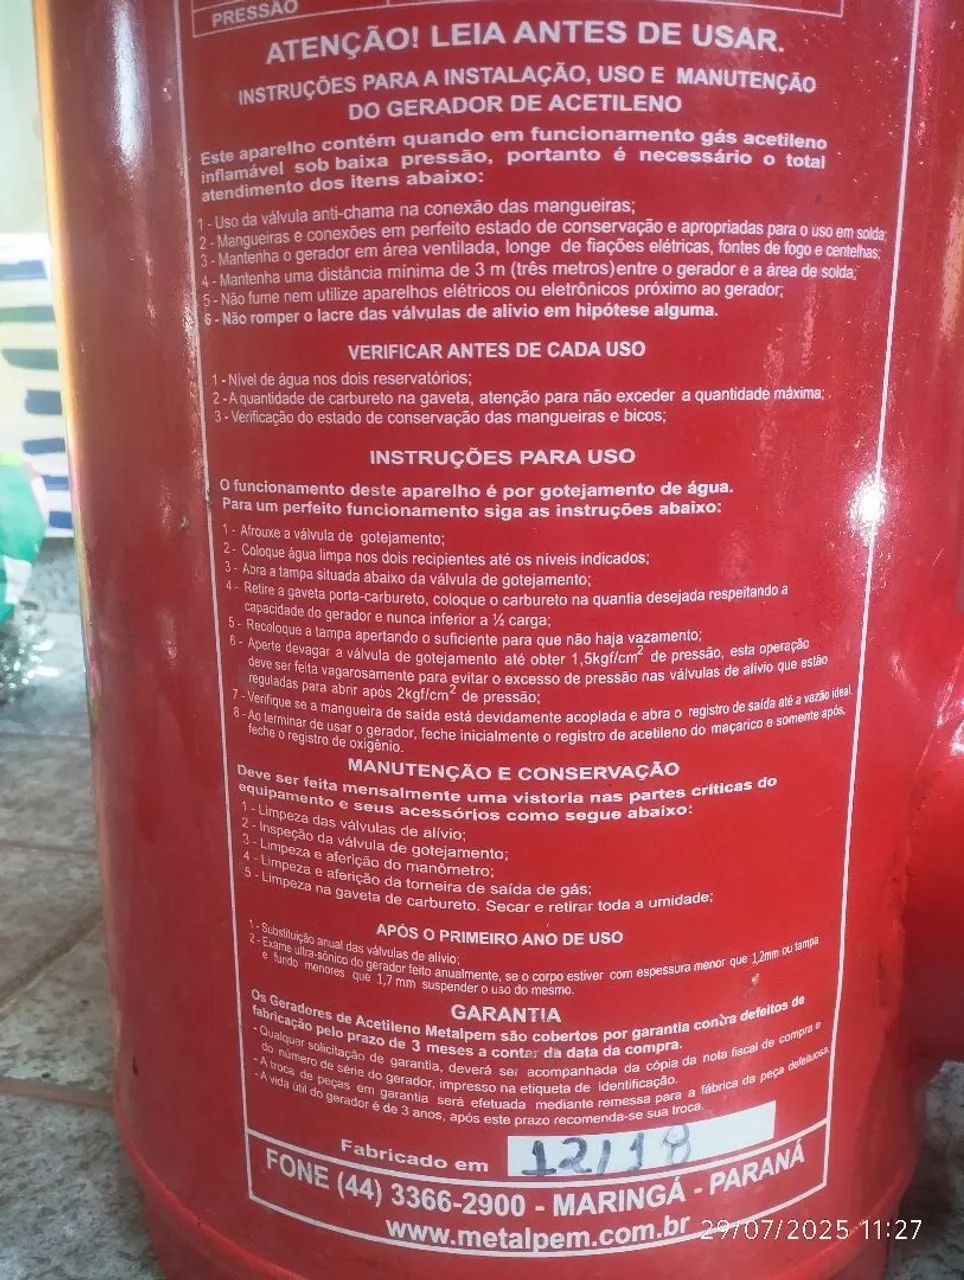 PRESSÃO
ATENÇÃO! LEIA ANTES DE USAR.
INSTRUÇÕES PARA A INSTALAÇÃO, USO E MANUTENÇÃO
DO GERADOR DE ACETILENO
Este aparelho contém quando em funcionamento gás acetileno
inflamável sob baixa pressão, portanto é necessário o total
atendimento dos itens abaixo:
1 - Uso da válvula anti-chama na conexão das mangueiras;
2 - Mangueiras e conexões em perfeito estado de conservação e apropriadas para o uso em solda;
3 - Mantenha o gerador em área ventilada, longe de fiações elétricas, fontes de fogo e centelhas;
4 - Mantenha uma distância mínima de 3 m (três metros)entre o gerador e a área de solda;
5 - Não fume nem utilize aparelhos elétricos ou eletrônicos próximo ao gerador;
6 - Não romper o lacre das válvulas de alívio em hipótese alguma.
VERIFICAR ANTES DE CADA USO
1 - Nível de água nos dois reservatórios;
2 - A quantidade de carbureto na gaveta, atenção para não exceder a quantidade máxima;
3 - Verificação do estado de conservação das mangueiras e bicos;
INSTRUÇÕES PARA USO
O funcionamento deste aparelho é por gotejamento de água.
Para um perfeito funcionamento siga as instruções abaixo:
1 - Afrouxe a válvula de gotejamento;
2 - Coloque água limpa nos dois recipientes até os níveis indicados;
3 - Abra a tampa situada abaixo da válvula de gotejamento;
4 - Retire a gaveta porta-carbureto, coloque o carbureto na quantia desejada respeitando a
capacidade do gerador e nunca inferior a ½ carga;
5 - Recoloque a tampa apertando o suficiente para que não haja vazamento;
6 - Aperte devagar a válvula de gotejamento até obter 1,5kgf/cm² de pressão, esta operação
deve ser feita vagarosamente para evitar o excesso de pressão nas válvulas de alívio que estão
reguladas para abrir após 2kgf/cm² de pressão;
7 - Verifique se a mangueira de saída está devidamente acoplada e abra o registro de saída até a vazão ideal.
8 - Ao terminar de usar o gerador, feche inicialmente o registro de acetileno do maçarico e somente após,
feche o registro de oxigênio.
MANUTENÇÃO E CONSERVAÇÃO
Deve ser feita mensalmente uma vistoria nas partes críticas do
equipamento e seus acessórios como segue abaixo:
1 - Limpeza das válvulas de alívio;
2 - Inspeção da válvula de gotejamento;
3 - Limpeza e aferição do manômetro;
4 - Limpeza e aferição da torneira de saída de gás;
5 - Limpeza na gaveta de carbureto. Secar e retirar toda a umidade;
APÓS O PRIMEIRO ANO DE USO
1 - Substituição anual das válvulas de alívio;
2 - Exame ultra-sônico do gerador feito anualmente, se o corpo estiver com espessura menor que 1,2mm ou tampa
e fundo menores que 1,7mm suspender o uso do mesmo.
GARANTIA
Os Geradores de Acetileno Metalpem são cobertos por garantia contra defeitos de
fabricação pelo prazo de 3 meses a contar da data da compra.
- Qualquer solicitação de garantia, deverá ser acompanhada da cópia da nota fiscal de compra e
do número de série do gerador, impresso na etiqueta de identificação.
- A troca de peças em garantia será efetuada mediante remessa para a fábrica da peça defeituosa.
- A vida útil do gerador é de 3 anos, após este prazo recomenda-se sua troca.
Fabricado em 12/18
FONE (44) 3366-2900 - MARINGÁ - PARANÁ
www.metalpem.com.br
29/07/2025 11:27